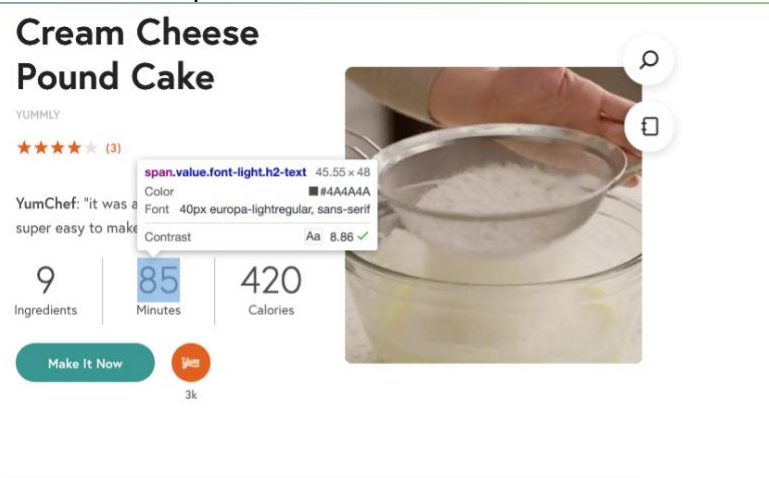 Cream Cheese
Pound Cake
YUMMLY
(3)
span.value.font-light.h2-text 45.55 × 48
Color #4A4A4A
Font 40px europa-lightregular, sans-serif
Contrast Aa 8.86
YumChef: "it was a
super easy to make
9 85 420
Ingredients Minutes Calories
Make It Now Yum
3k